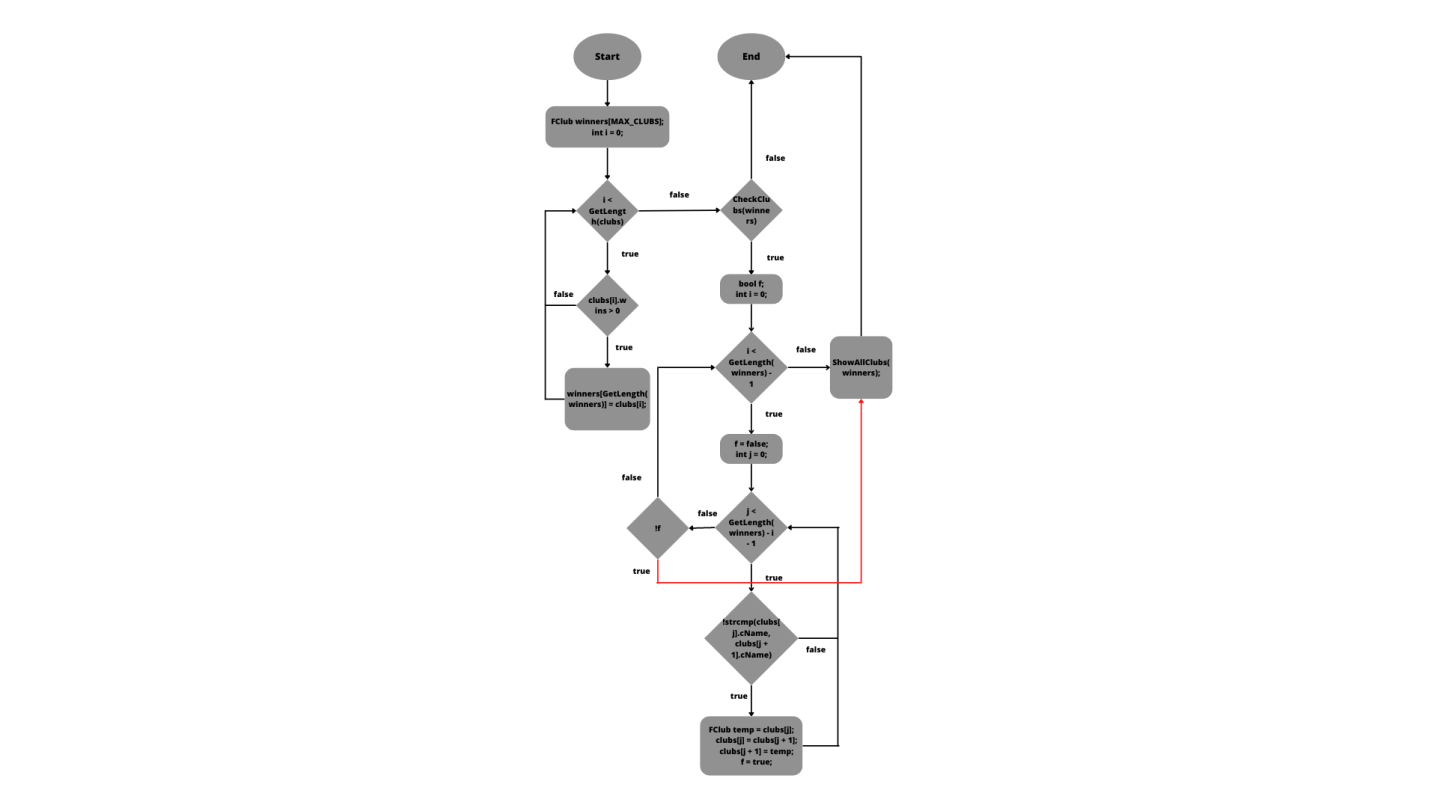 Start
FClub winners[MAX_CLUBS];
int i = 0;
i <
GetLengt
h(clubs)
true
false
clubs[i].w
ins > 0
false
true
winners[GetLength(
winners)] = clubs[i];
End
false
CheckClu
bs(winne
rs)
true
bool f;
int i = 0;
i <
GetLength(
winners) -
1
false
ShowAllClubs(
winners);
true
f = false;
int j = 0;
j <
GetLength(
winners) - i
- 1
false
!f
false
true
true
!strcmp(clubs[
j].cName,
clubs[j +
1].cName)
false
true
FClub temp = clubs[j];
clubs[j] = clubs[j + 1];
clubs[j + 1] = temp;
f = true;